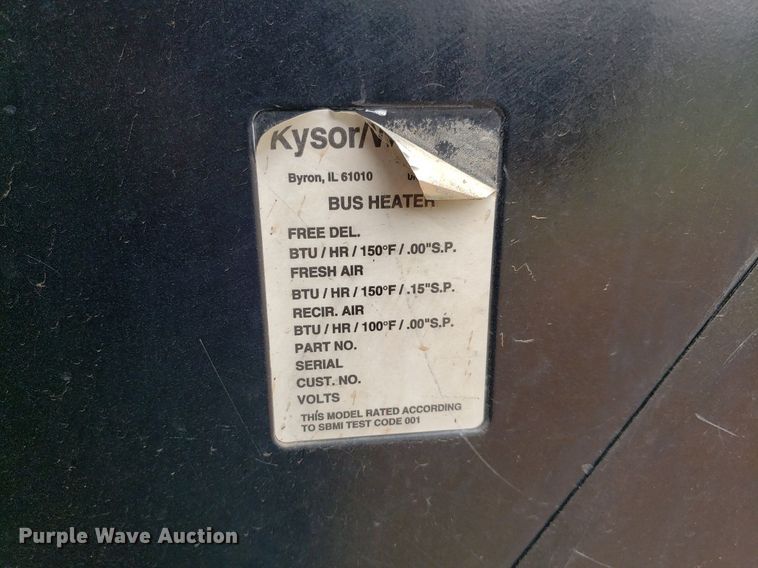 Kysor/
Byron, IL 61010
BUS HEATER
FREE DEL.
BTU / HR / 150°F / .00"S.P.
FRESH AIR
BTU / HR / 150°F / .15"S.P.
RECIR. AIR
BTU / HR / 100°F / .00"S.P.
PART NO.
SERIAL
CUST. NO.
VOLTS
THIS MODEL RATED ACCORDING
TO SBMI TEST CODE 001
Purple Wave Auction®